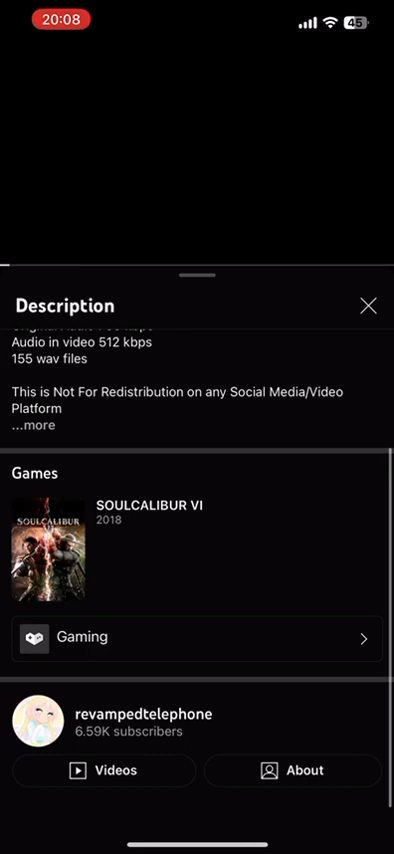 20:08
45
Description
Audio in video 512 kbps
155 wav files
This is Not For Redistribution on any Social Media/Video
Platform
...more
Games
SOULCALIBUR
SOULCALIBUR VI
2018
Gaming
revampedtelephone
6.59K subscribers
Videos
About